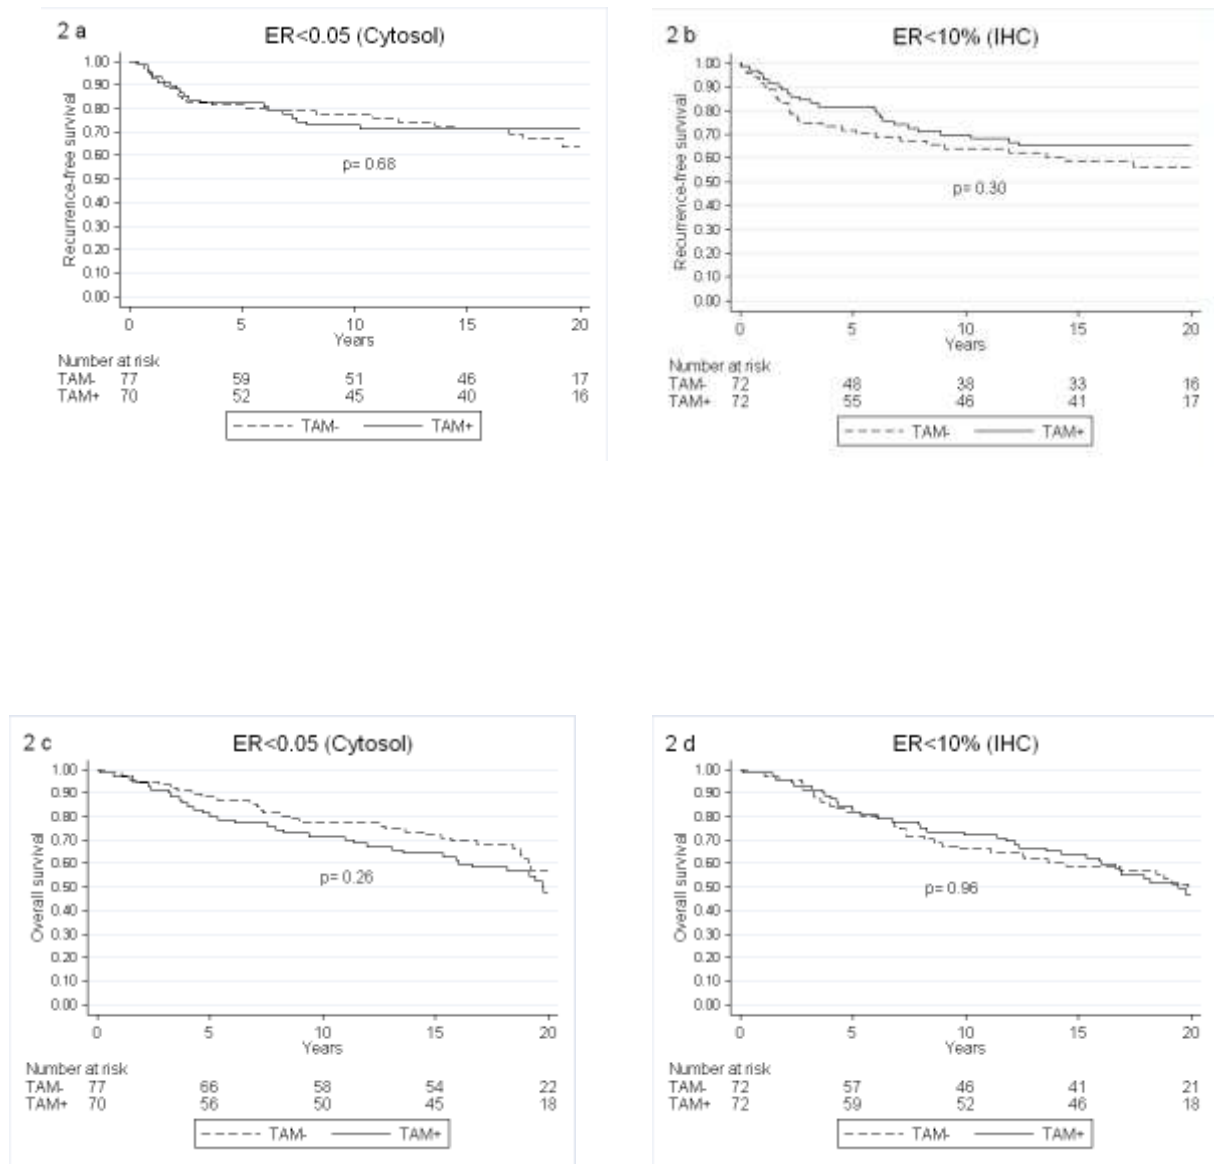 2 a ER<0.05 (Cytosol)
Recurrence-free survival
1.00
0.90
0.80
0.70
0.60
0.50
0.40
0.30
0.20
0.10
0.00
p= 0.68
0 5 10 15 20
Years
Number at risk
TAM- 77 59 51 46 17
TAM+ 70 52 45 40 16
TAM- TAM+
2 b ER<10% (IHC)
Recurrence-free survival
1.00
0.90
0.80
0.70
0.60
0.50
0.40
0.30
0.20
0.10
0.00
p= 0.30
0 5 10 15 20
Years
Number at risk
TAM- 72 48 38 33 16
TAM+ 72 55 46 41 17
TAM- TAM+
2 c ER<0.05 (Cytosol)
Overall survival
1.00
0.90
0.80
0.70
0.60
0.50
0.40
0.30
0.20
0.10
0.00
p= 0.26
0 5 10 15 20
Years
Number at risk
TAM- 77 66 58 54 22
TAM+ 70 56 50 45 18
TAM- TAM+
2 d ER<10% (IHC)
Overall survival
1.00
0.90
0.80
0.70
0.60
0.50
0.40
0.30
0.20
0.10
0.00
p= 0.96
0 5 10 15 20
Years
Number at risk
TAM- 72 57 46 41 21
TAM+ 72 59 52 46 18
TAM- TAM+